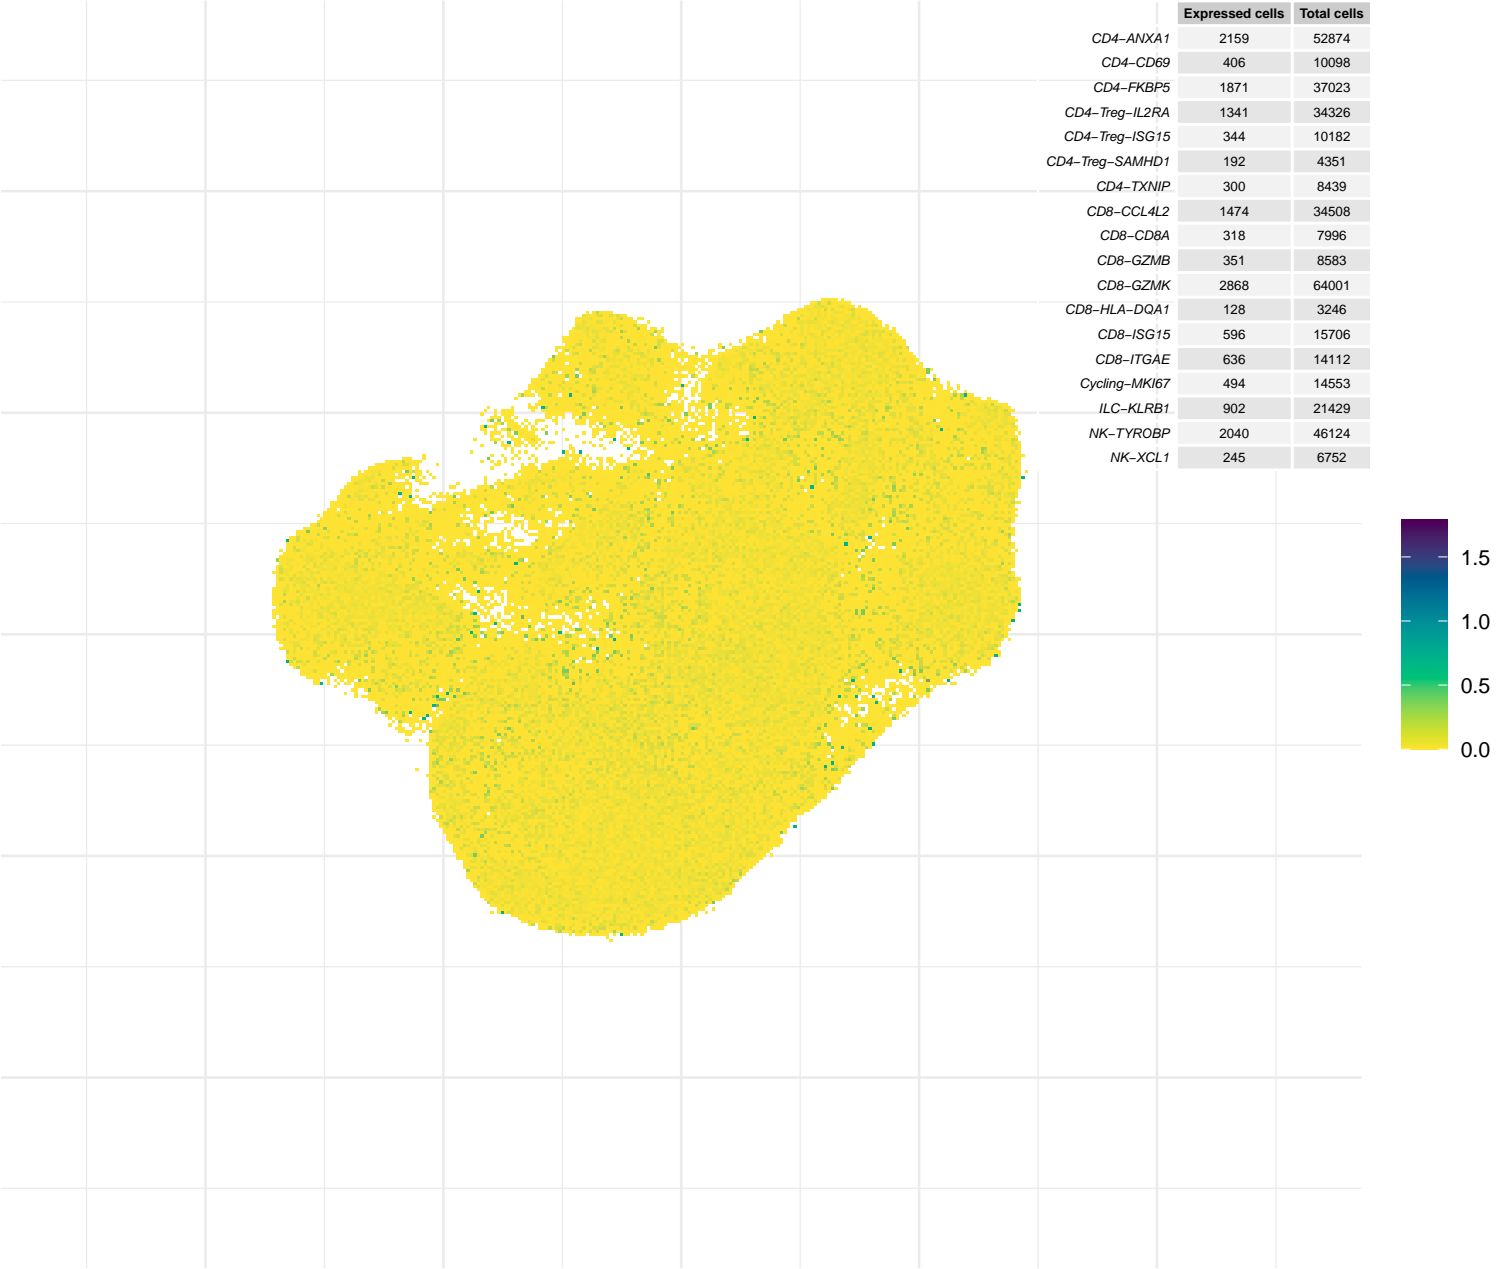 Expressed cells Total cells
CD4−ANXA1 2159 52874
CD4−CD69 406 10098
CD4−FKBP5 1871 37023
CD4−Treg−IL2RA 1341 34326
CD4−Treg−ISG15 344 10182
CD4−Treg−SAMHD1 192 4351
CD4−TXNIP 300 8439
CD8−CCL4L2 1474 34508
CD8−CD8A 318 7996
CD8−GZMB 351 8583
CD8−GZMK 2868 64001
CD8−HLA−DQA1 128 3246
CD8−ISG15 596 15706
CD8−ITGAE 636 14112
Cycling−MKI67 494 14553
ILC−KLRB1 902 21429
NK−TYROBP 2040 46124
NK−XCL1 245 6752
1.5
1.0
0.5
0.0